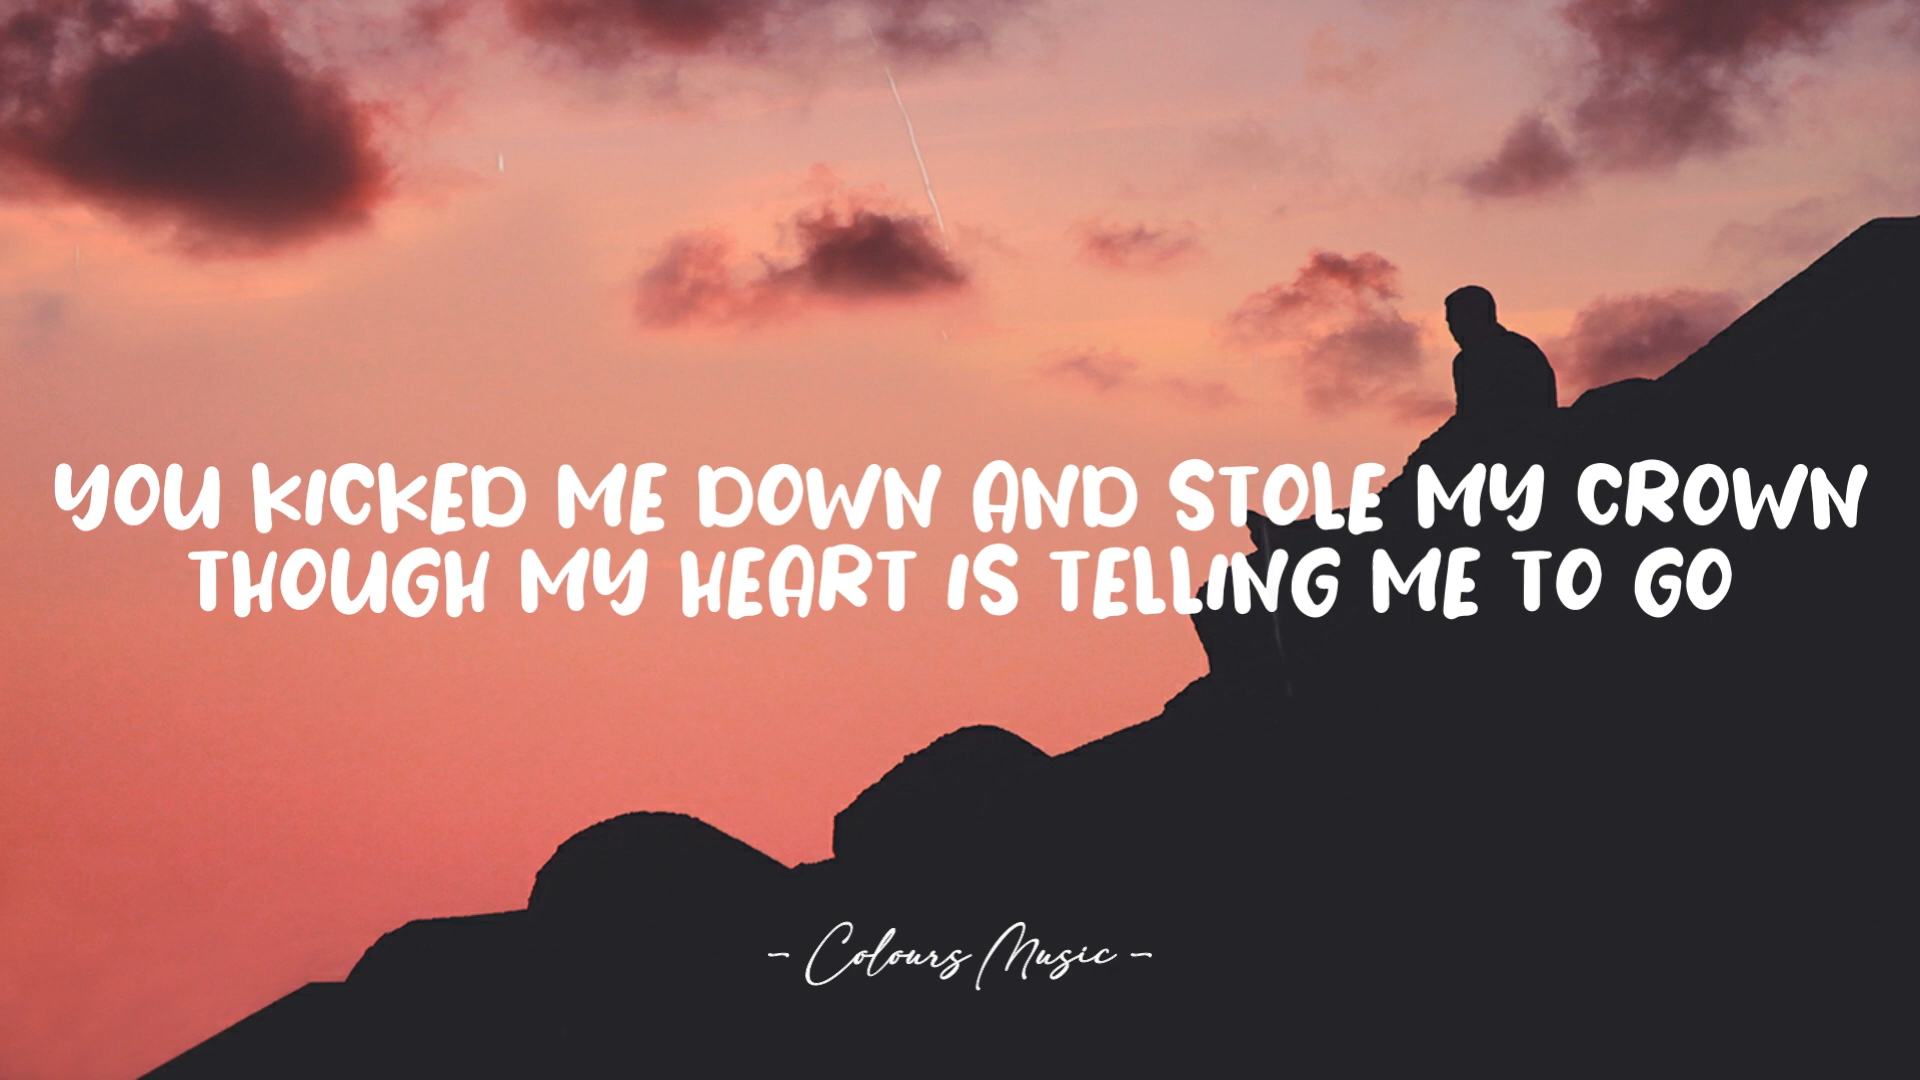 YOU KICKED ME DOWN AND STOLE MY CROWN
THOUGH MY HEART IS TELLING ME TO GO
- Colours Music -